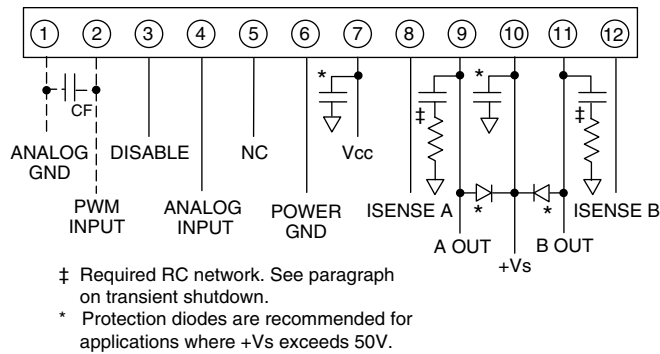 1 2 3 4 5 6 7 8 9 10 11 12
* ‡ * ‡
CF
ANALOG GND
DISABLE
NC
Vcc
PWM INPUT
ANALOG INPUT
POWER GND
ISENSE A
* *
ISENSE B
A OUT
+Vs
B OUT
‡ Required RC network. See paragraph
on transient shutdown.
* Protection diodes are recommended for
applications where +Vs exceeds 50V.